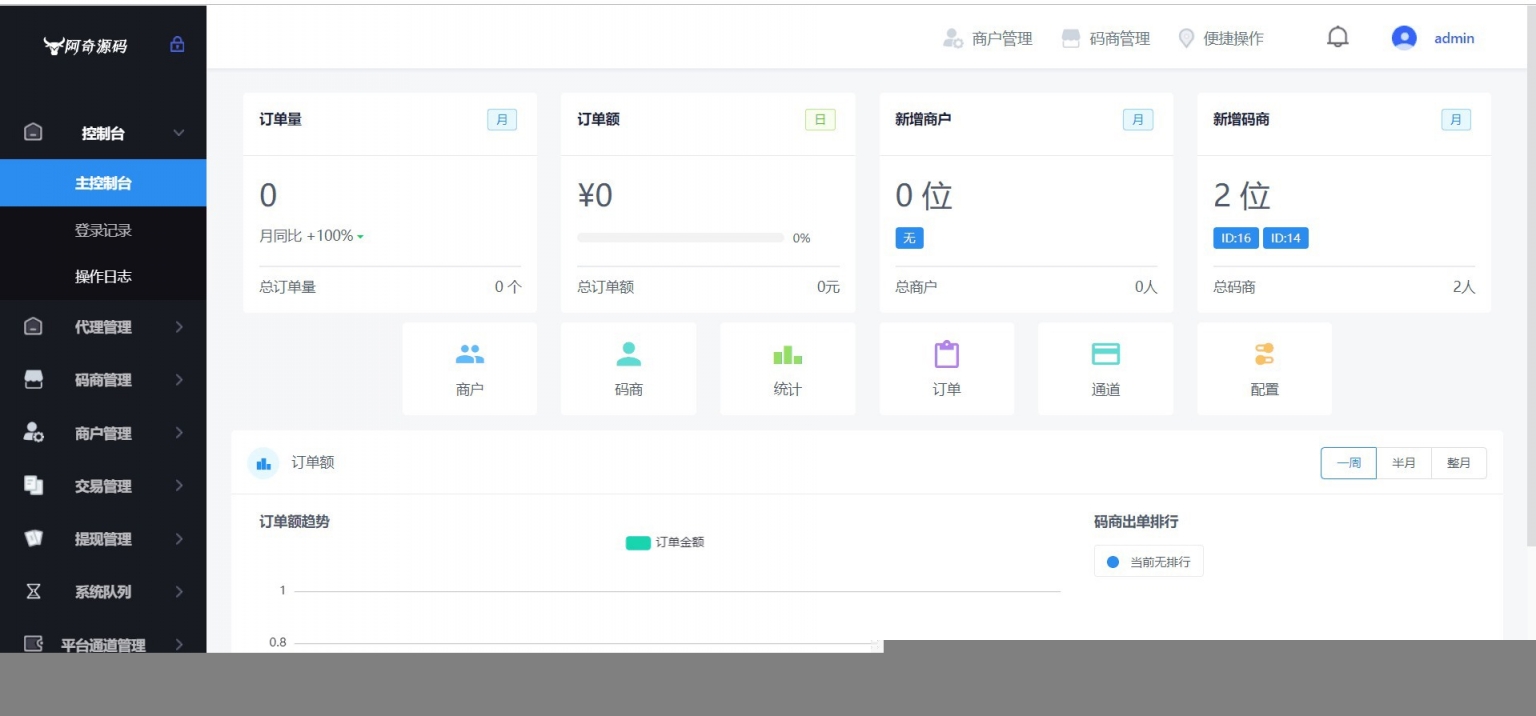 阿奇源码
商户管理
码商管理
便捷操作
admin
控制台
主控制台
登录记录
操作日志
代理管理
码商管理
商户管理
交易管理
提现管理
系统队列
平台通道管理
订单量 月
0
月同比 +100%
总订单量 0 个
订单额 日
¥0
0%
总订单额 0元
新增商户 月
0 位
无
总商户 0人
新增码商 月
2 位
ID:16 ID:14
总码商 2人
商户
码商
统计
订单
通道
配置
订单额
一周 半月 整月
订单额趋势
订单金额
1
0.8
码商出单排行
当前无排行